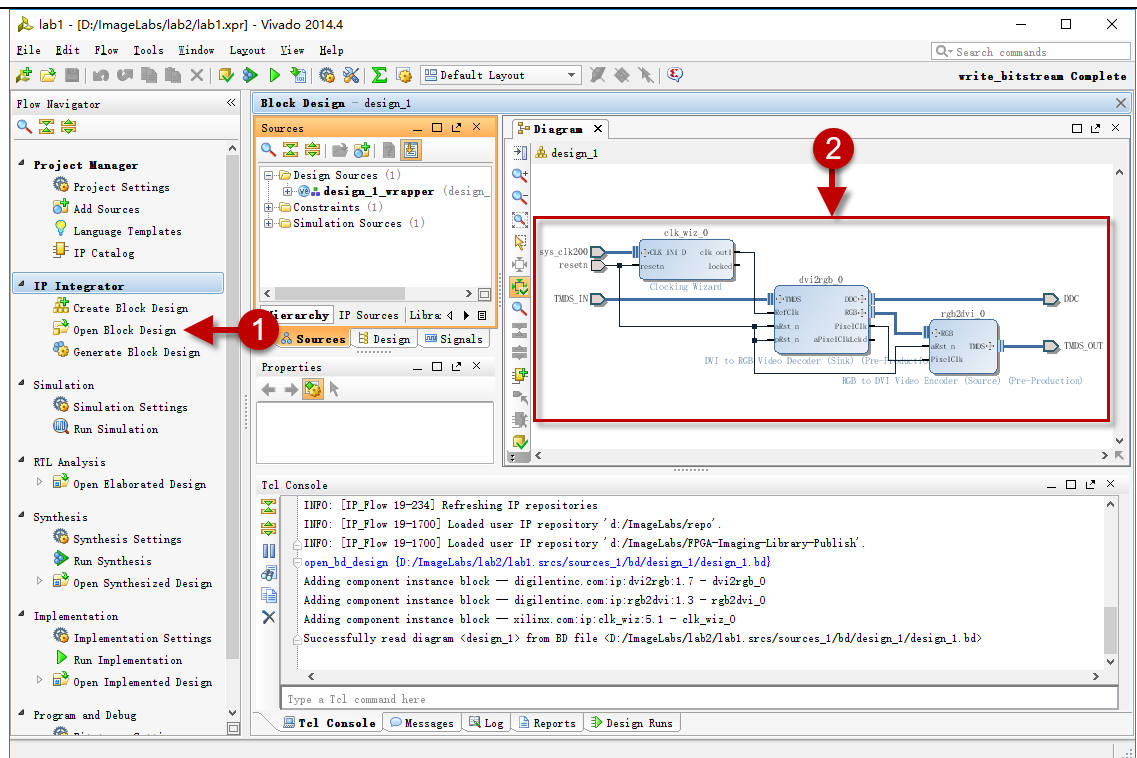 lab1 - [D:/ImageLabs/lab2/lab1.xpr] - Vivado 2014.4
File Edit Flow Tools Window Layout View Help
Search commands
Default Layout
write_bitstream Complete
Flow Navigator
Project Manager
Project Settings
Add Sources
Language Templates
IP Catalog
IP Integrator
Create Block Design
Open Block Design
Generate Block Design
Simulation
Simulation Settings
Run Simulation
RTL Analysis
Open Elaborated Design
Synthesis
Synthesis Settings
Run Synthesis
Open Synthesized Design
Implementation
Implementation Settings
Run Implementation
Open Implemented Design
Program and Debug
1
Block Design - design_1
Sources
Design Sources (1)
design_1_wrapper (design_
Constraints (1)
Simulation Sources (1)
Hierarchy IP Sources Libra
Sources Design Signals
Properties
Diagram
design_1
2
clk_wiz_0
sys_clk200
resetn
CLK_IN1_D clk_out1
resetn locked
Clocking Wizard
TMDS_IN
dvi2rgb_0
TMDS DDC
RefClk RGB
aRst_n PixelClk
pRst_n aPixelClkLckd
DVI to RGB Video Decoder (Sink) (Pre-Production)
DDC
rgb2dvi_0
RGB
aRst_n TMDS
PixelClk
TMDS_OUT
RGB to DVI Video Encoder (Source) (Pre-Production)
Tcl Console
INFO: [IP_Flow 19-234] Refreshing IP repositories
INFO: [IP_Flow 19-1700] Loaded user IP repository 'd:/ImageLabs/repo'.
INFO: [IP_Flow 19-1700] Loaded user IP repository 'd:/ImageLabs/FPGA-Imaging-Library-Publish'.
open_bd_design {D:/ImageLabs/lab2/lab1.srcs/sources_1/bd/design_1/design_1.bd}
Adding component instance block -- digilentinc.com:ip:dvi2rgb:1.7 - dvi2rgb_0
Adding component instance block -- digilentinc.com:ip:rgb2dvi:1.3 - rgb2dvi_0
Adding component instance block -- xilinx.com:ip:clk_wiz:5.1 - clk_wiz_0
Successfully read diagram <design_1> from BD file <D:/ImageLabs/lab2/lab1.srcs/sources_1/bd/design_1/design_1.bd>
Type a Tcl command here
Tcl Console Messages Log Reports Design Runs